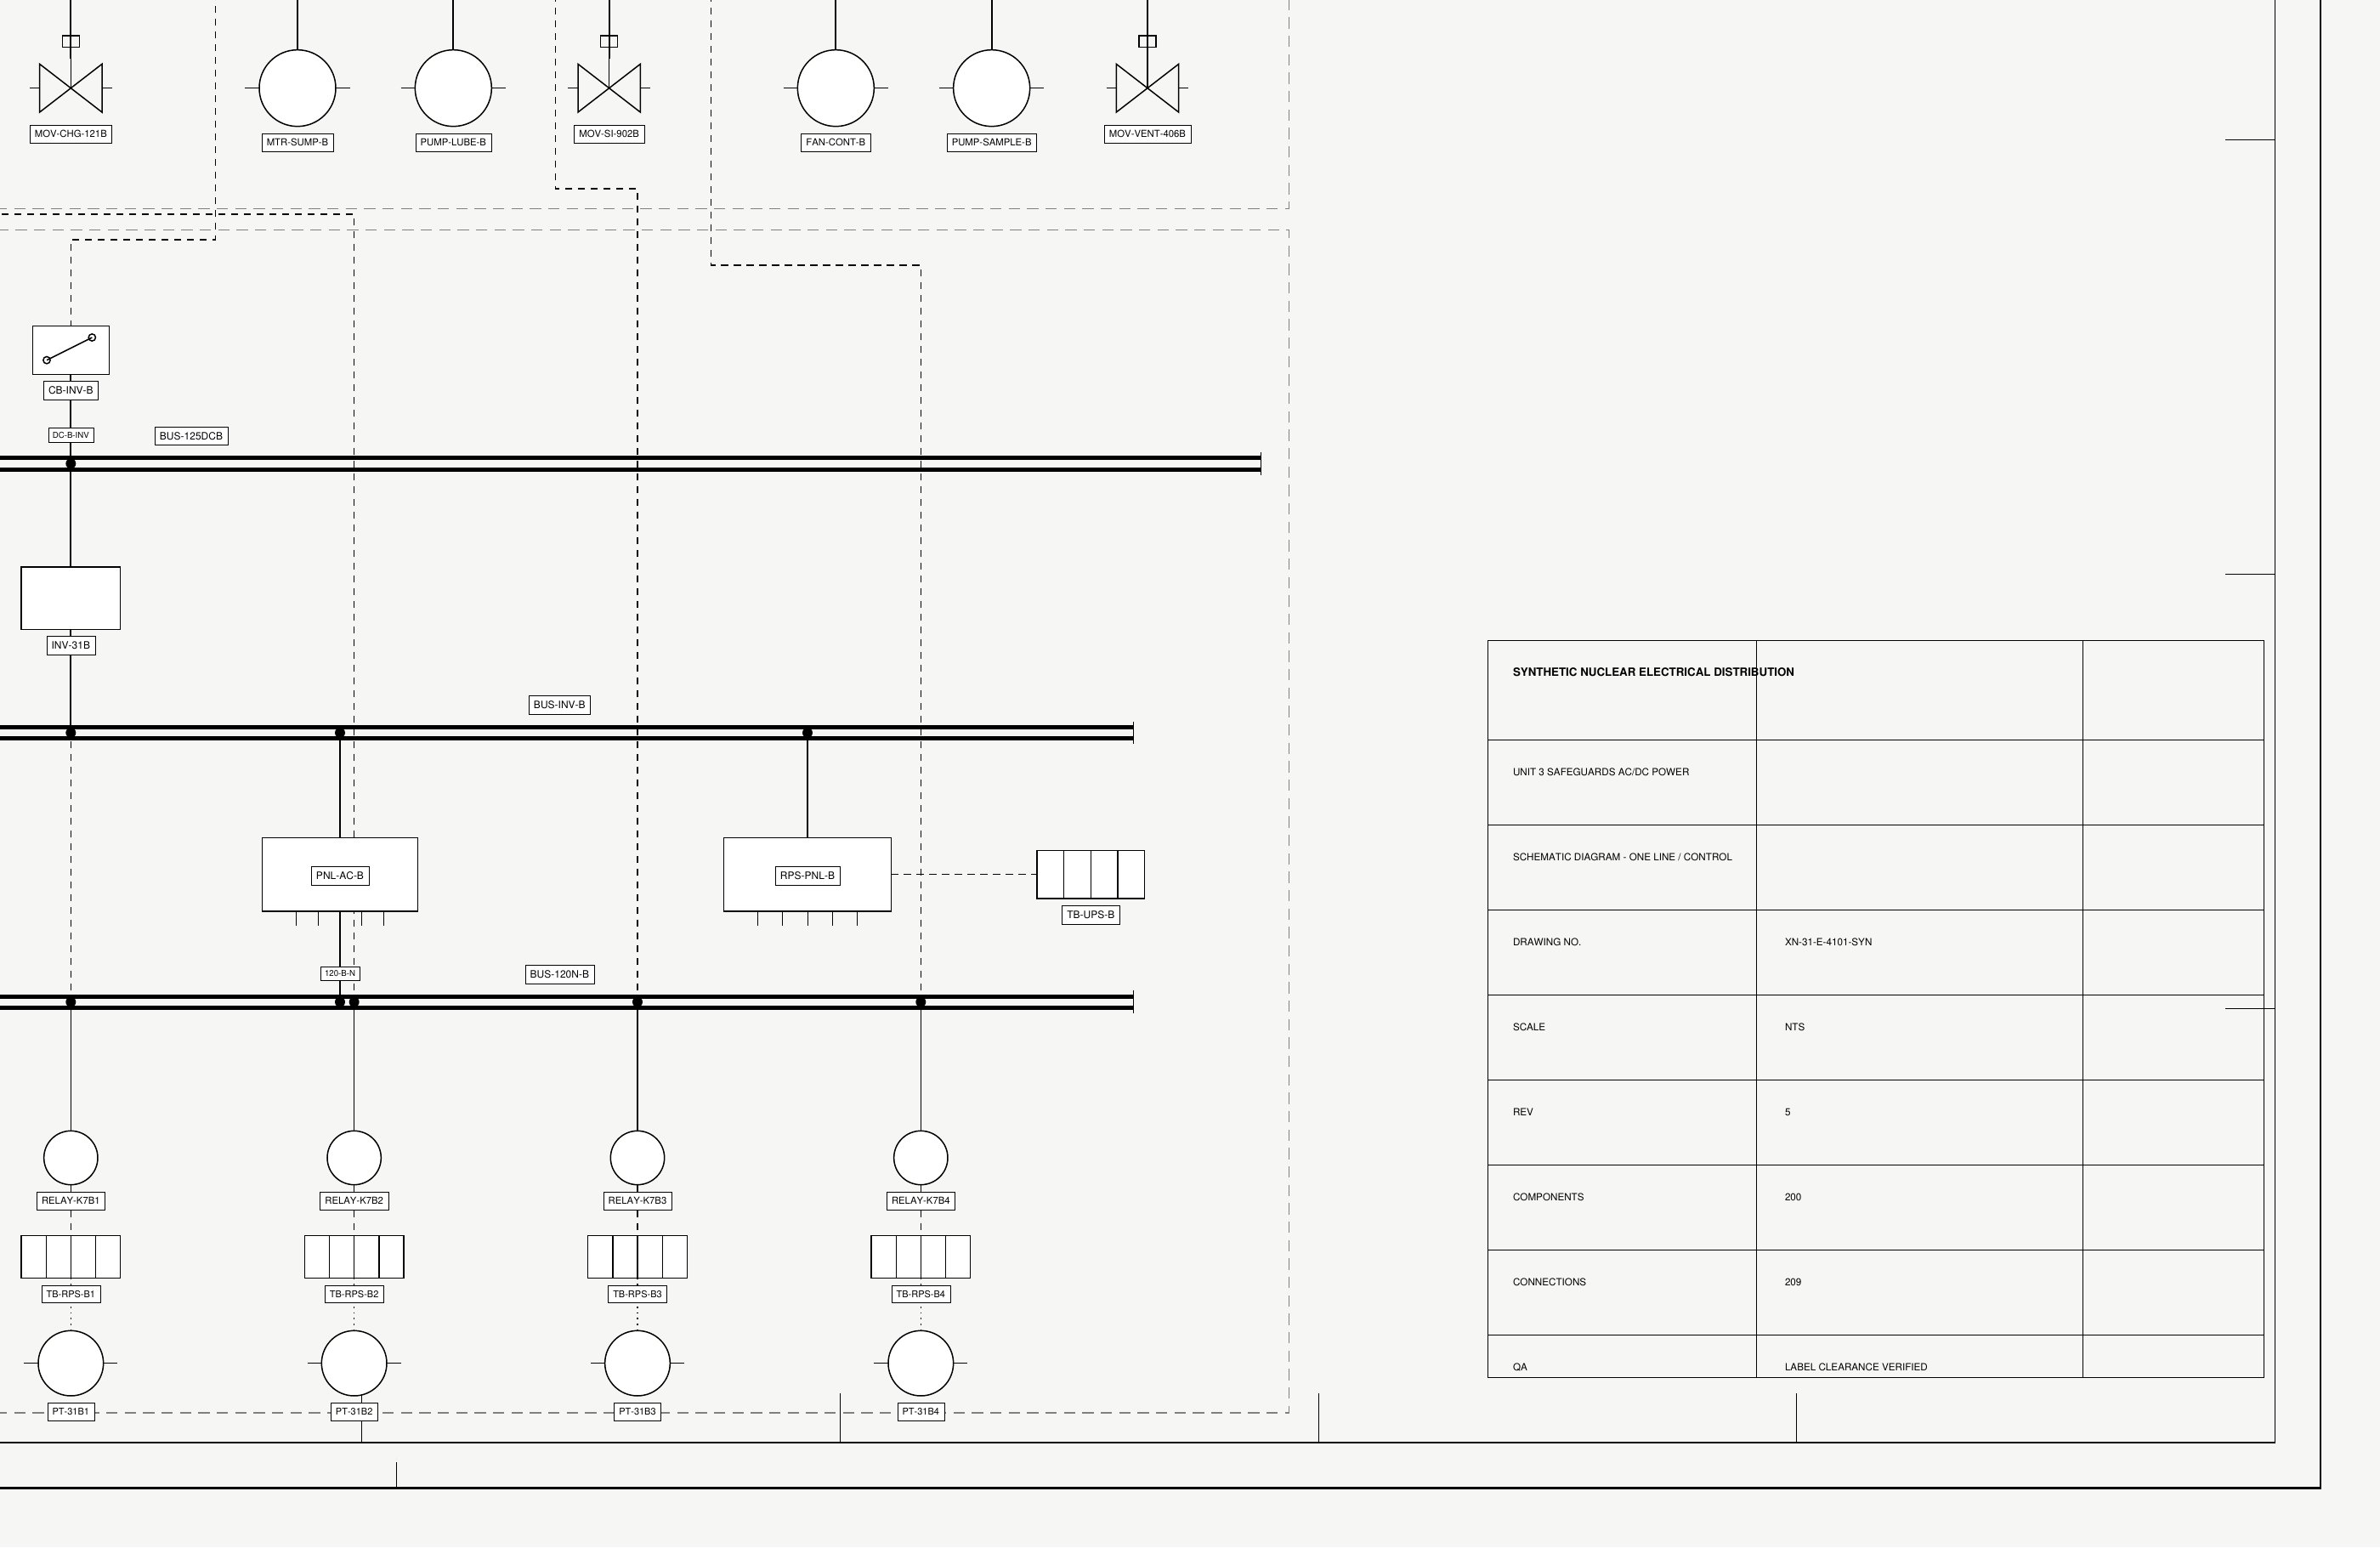 MOV-CHG-121B
MTR-SUMP-B
PUMP-LUBE-B
MOV-SI-902B
FAN-CONT-B
PUMP-SAMPLE-B
MOV-VENT-406B
CB-INV-B
DC-B-INV
BUS-125DCB
INV-31B
BUS-INV-B
PNL-AC-B
RPS-PNL-B
TB-UPS-B
120-B-N
BUS-120N-B
RELAY-K7B1
RELAY-K7B2
RELAY-K7B3
RELAY-K7B4
TB-RPS-B1
TB-RPS-B2
TB-RPS-B3
TB-RPS-B4
PT-31B1
PT-31B2
PT-31B3
PT-31B4
SYNTHETIC NUCLEAR ELECTRICAL DISTRIBUTION
UNIT 3 SAFEGUARDS AC/DC POWER
SCHEMATIC DIAGRAM - ONE LINE / CONTROL
DRAWING NO. XN-31-E-4101-SYN
SCALE NTS
REV 5
COMPONENTS 200
CONNECTIONS 209
QA LABEL CLEARANCE VERIFIED